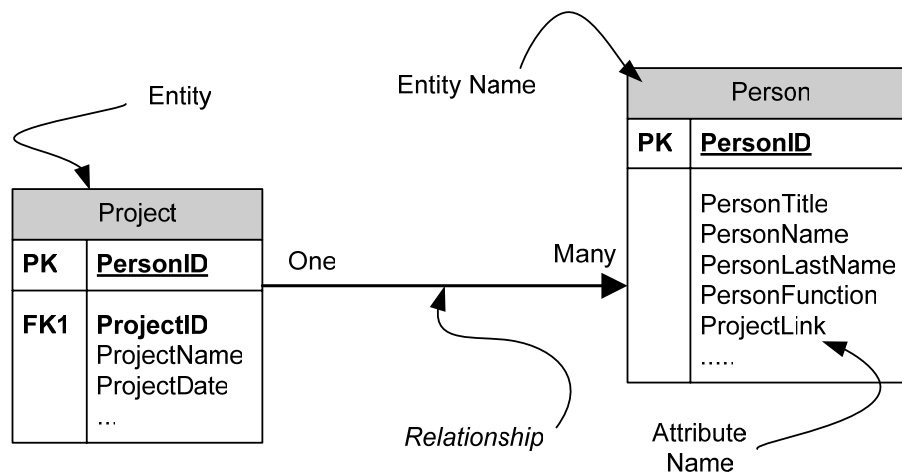 Entity
Entity Name
Project
PK PersonID
FK1 ProjectID
ProjectName
ProjectDate
...
One
Many
Relationship
Person
PK PersonID
PersonTitle
PersonName
PersonLastName
PersonFunction
ProjectLink
.....
Attribute
Name